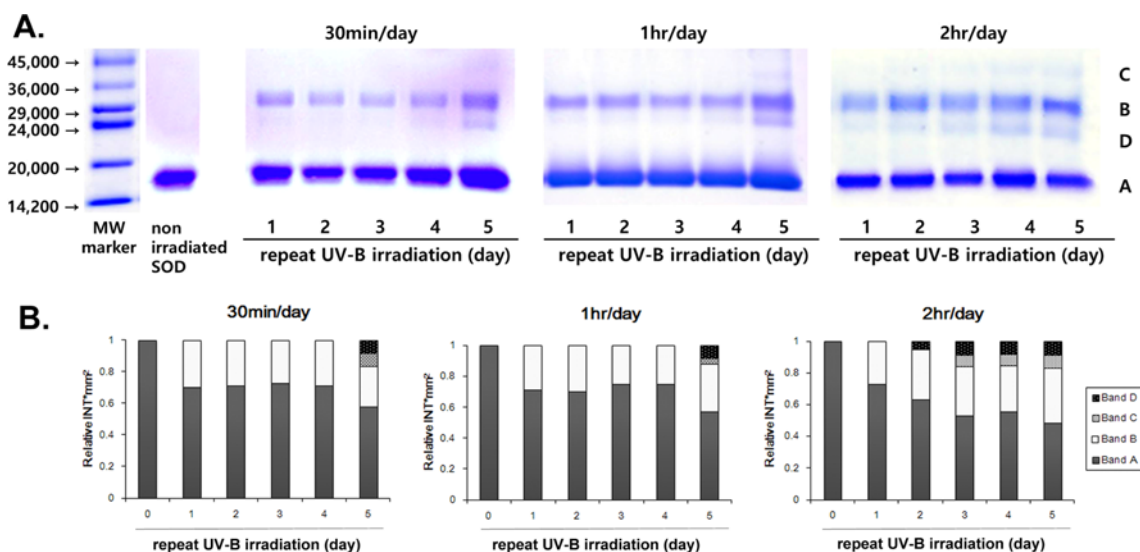 A.
30min/day
1hr/day
2hr/day
45,000 →
36,000 →
29,000 →
24,000 →
20,000 →
14,200 →
C
B
D
A
MW marker
non irradiated SOD
1 2 3 4 5
repeat UV-B irradiation (day)
1 2 3 4 5
repeat UV-B irradiation (day)
1 2 3 4 5
repeat UV-B irradiation (day)
B.
30min/day
Relative INT*mm²
1
0.8
0.6
0.4
0.2
0
0 1 2 3 4 5
repeat UV-B irradiation (day)
1hr/day
Relative INT*mm²
1
0.8
0.6
0.4
0.2
0
0 1 2 3 4 5
repeat UV-B irradiation (day)
2hr/day
Relative INT*mm²
1
0.8
0.6
0.4
0.2
0
0 1 2 3 4 5
repeat UV-B irradiation (day)
Band D
Band C
Band B
Band A